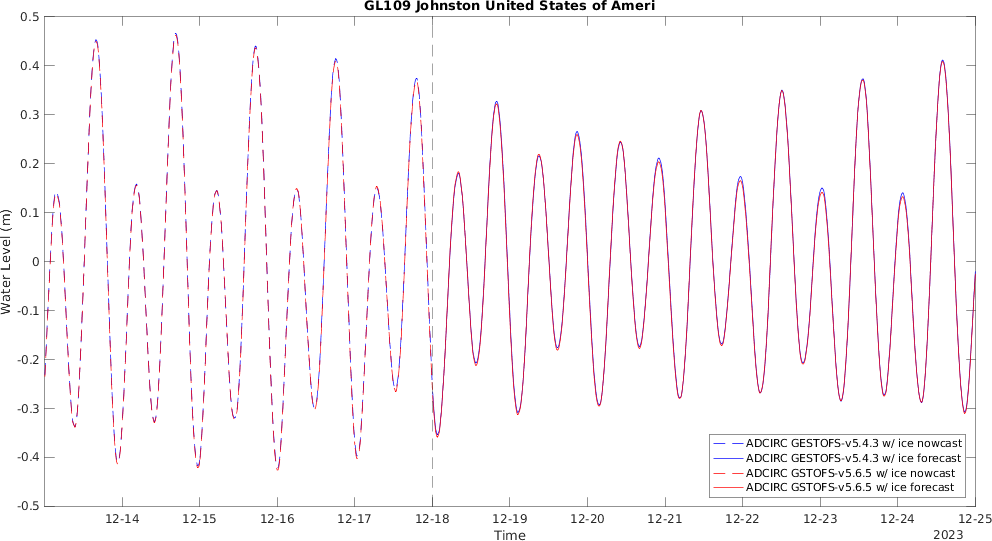 GL109 Johnston United States of Ameri
0.5
0.4
0.3
0.2
0.1
0
-0.1
-0.2
-0.3
-0.4
-0.5
Water Level (m)
ADCIRC GESTOFS-v5.4.3 w/ ice nowcast
ADCIRC GESTOFS-v5.4.3 w/ ice forecast
ADCIRC GSTOFS-v5.6.5 w/ ice nowcast
ADCIRC GSTOFS-v5.6.5 w/ ice forecast
12-14 12-15 12-16 12-17 12-18 12-19 12-20 12-21 12-22 12-23 12-24 12-25
Time
2023